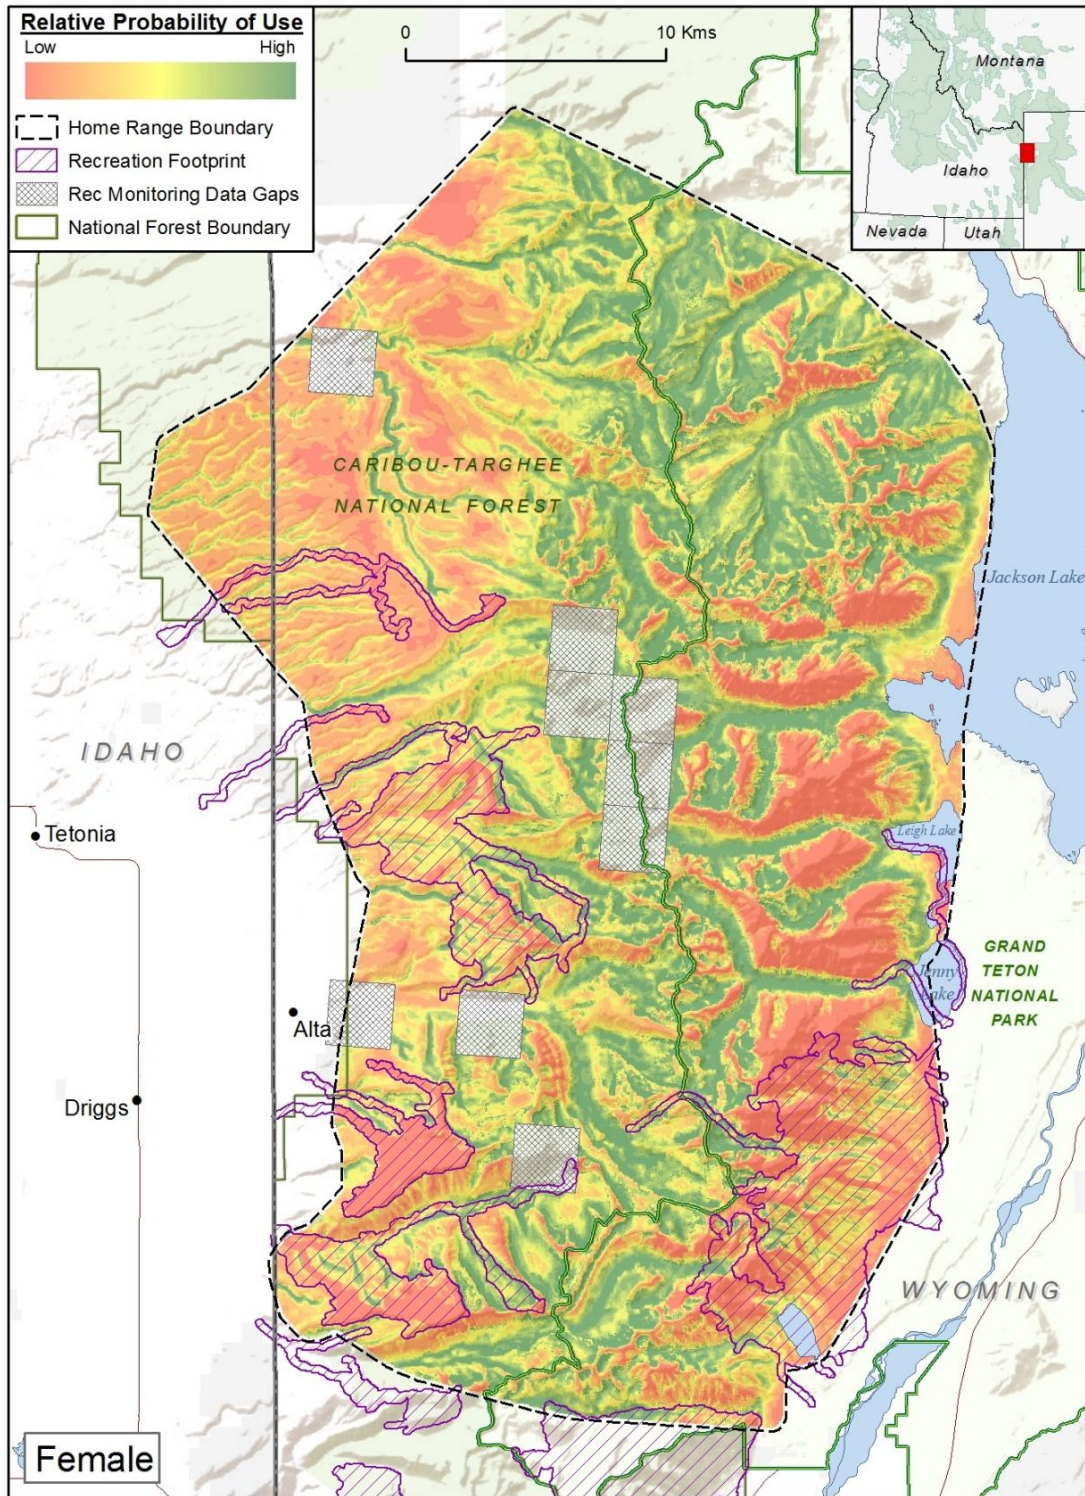 Relative Probability of Use
Low High
Home Range Boundary
Recreation Footprint
Rec Monitoring Data Gaps
National Forest Boundary
0 10 Kms
Montana
Idaho
Nevada Utah
CARIBOU-TARGHEE
NATIONAL FOREST
Jackson Lake
IDAHO
Tetonia
Leigh Lake
GRAND
TETON
NATIONAL
PARK
Jenny
Lake
Alta
Driggs
WYOMING
Female